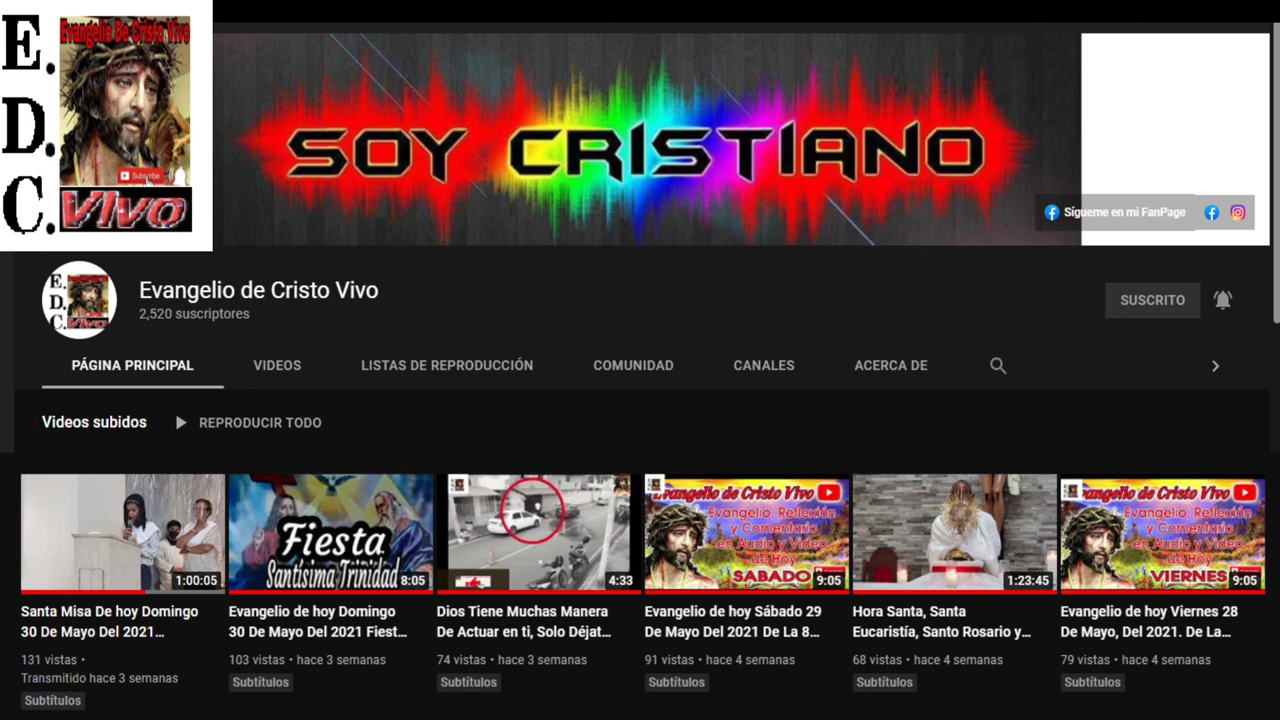 E.
D.
C.
Evangelio De Cristo Vivo
Subscribe
Vivo
SOY CRISTIANO
Sígueme en mi FanPage
Evangelio de Cristo Vivo
2,520 suscriptores
SUSCRITO
PÁGINA PRINCIPAL
VIDEOS
LISTAS DE REPRODUCCIÓN
COMUNIDAD
CANALES
ACERCA DE
Videos subidos
REPRODUCIR TODO
1:00:05
Santa Misa De hoy Domingo
30 De Mayo Del 2021...
131 vistas •
Transmitido hace 3 semanas
Subtítulos
Fiesta
Santísima Trinidad
8:05
Evangelio de hoy Domingo
30 De Mayo Del 2021 Fiest...
103 vistas • hace 3 semanas
Subtítulos
4:33
Dios Tiene Muchas Manera
De Actuar en ti, Solo Déjat...
74 vistas • hace 3 semanas
Subtítulos
Evangelio de Cristo Vivo
Evangelio, Reflexión
y Comentario
en Audio y Video
de Hoy
SABADO
9:05
Evangelio de hoy Sábado 29
De Mayo Del 2021 De La 8...
91 vistas • hace 4 semanas
Subtítulos
1:23:45
Hora Santa, Santa
Eucaristía, Santo Rosario y...
68 vistas • hace 4 semanas
Subtítulos
Evangelio de Cristo Vivo
Evangelio, Reflexión
y Comentario
en Audio y Video
de Hoy
VIERNES
9:05
Evangelio de hoy Viernes 28
De Mayo, Del 2021. De La...
79 vistas • hace 4 semanas
Subtítulos